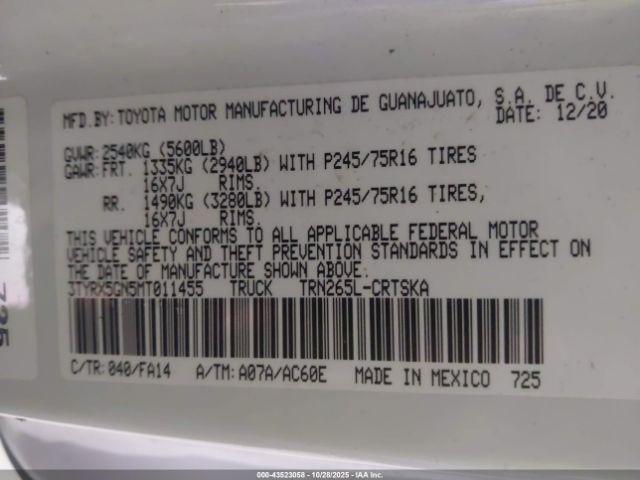 MFD.BY: TOYOTA MOTOR MANUFACTURING DE GUANAJUATO, S.A. DE C.V.
DATE: 12/20
GVWR: 2540KG (5600LB)
GAWR: FRT. 1335KG (2940LB) WITH P245/75R16 TIRES
16X7J RIMS.
RR. 1490KG (3280LB) WITH P245/75R16 TIRES,
16X7J RIMS.
THIS VEHICLE CONFORMS TO ALL APPLICABLE FEDERAL MOTOR
VEHICLE SAFETY AND THEFT PREVENTION STANDARDS IN EFFECT ON
THE DATE OF MANUFACTURE SHOWN ABOVE.
3TYRX5GN5MT011455 TRUCK TRN265L-CRTSKA
C/TR: 040/FA14 A/TM: A07A/AC60E MADE IN MEXICO 725
725
000-43523058 | 10/28/2025 | IAA